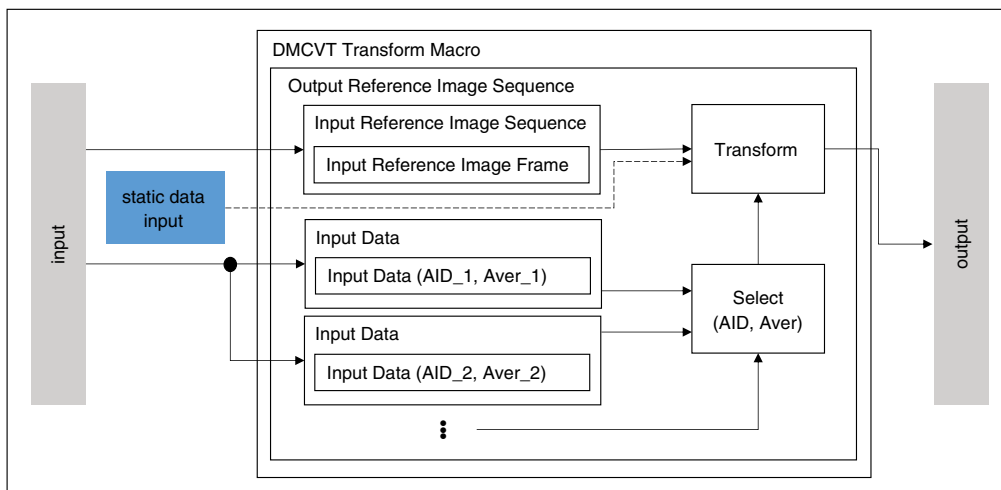 DMCVT Transform Macro
Output Reference Image Sequence
Input Reference Image Sequence
Input Reference Image Frame
Transform
static data
input
input
Input Data
Input Data (AID_1, Aver_1)
Select
(AID, Aver)
Input Data
Input Data (AID_2, Aver_2)
output